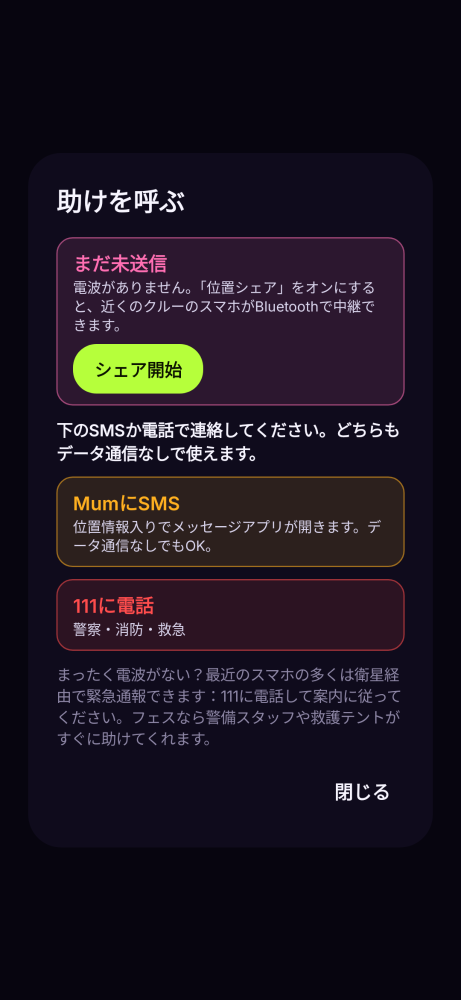 助けを呼ぶ
まだ未送信
電波がありません。「位置シェア」をオンにする
と、近くのクルーのスマホがBluetoothで中継で
きます。
シェア開始
下のSMSか電話で連絡してください。どちらも
データ通信なしで使えます。
MumにSMS
位置情報入りでメッセージアプリが開きます。デ
ータ通信なしでもOK。
111に電話
警察・消防・救急
まったく電波がない？最近のスマホの多くは衛星経
由で緊急通報できます：111に電話して案内に従って
ください。フェスなら警備スタッフや救護テントが
すぐに助けてくれます。
閉じる